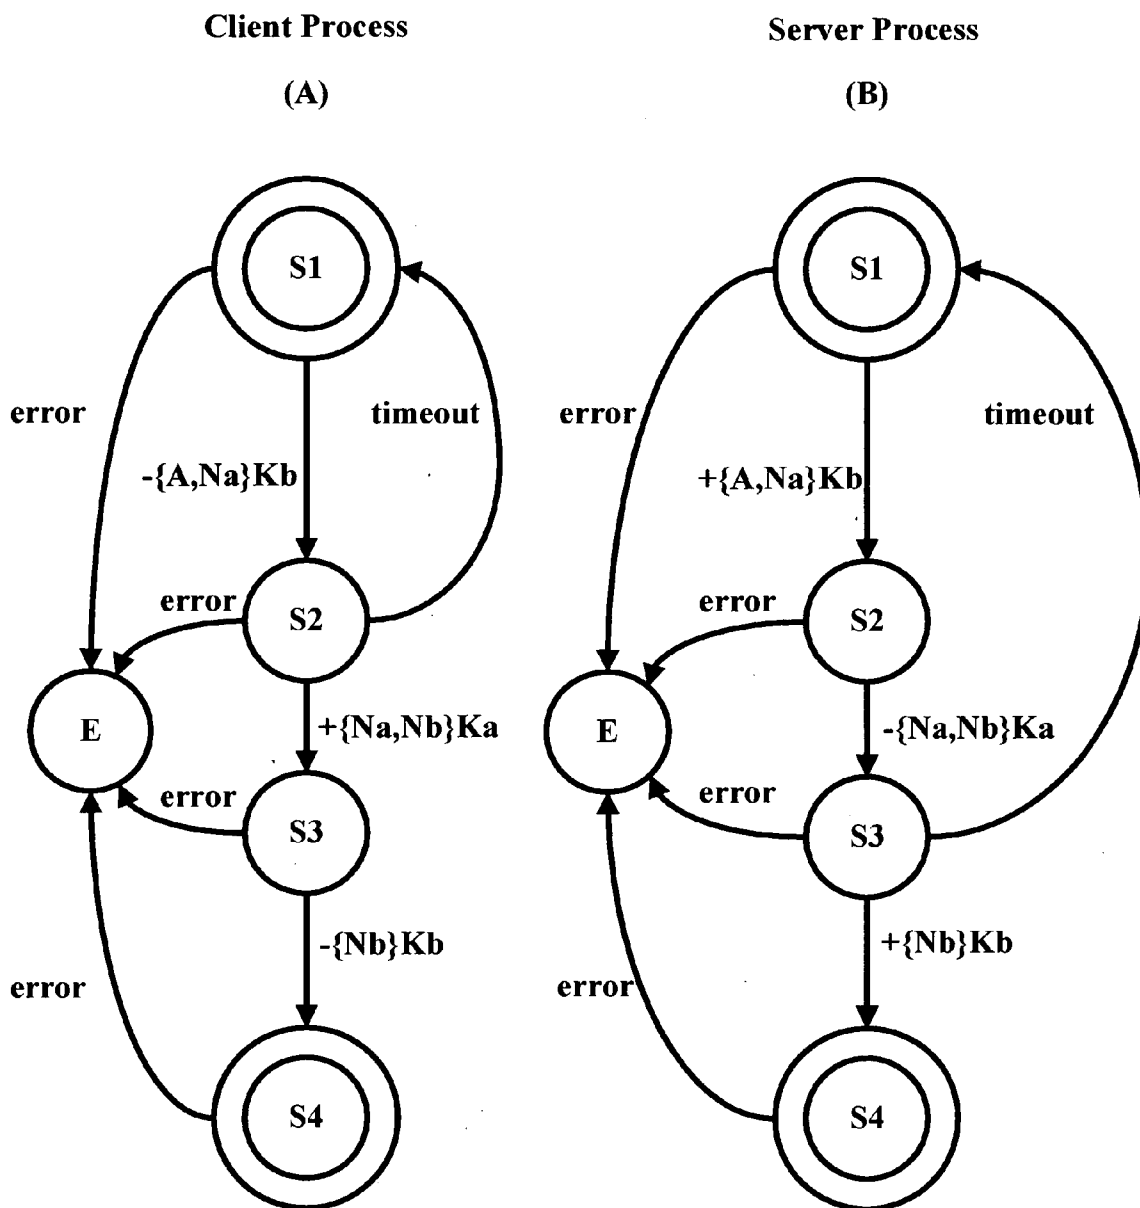 Client Process
(A)
S1
error
timeout
-{A,Na}Kb
error
S2
E
+{Na,Nb}Ka
error
S3
-{Nb}Kb
error
S4
Server Process
(B)
S1
error
timeout
+{A,Na}Kb
error
S2
E
-{Na,Nb}Ka
error
S3
+{Nb}Kb
error
S4